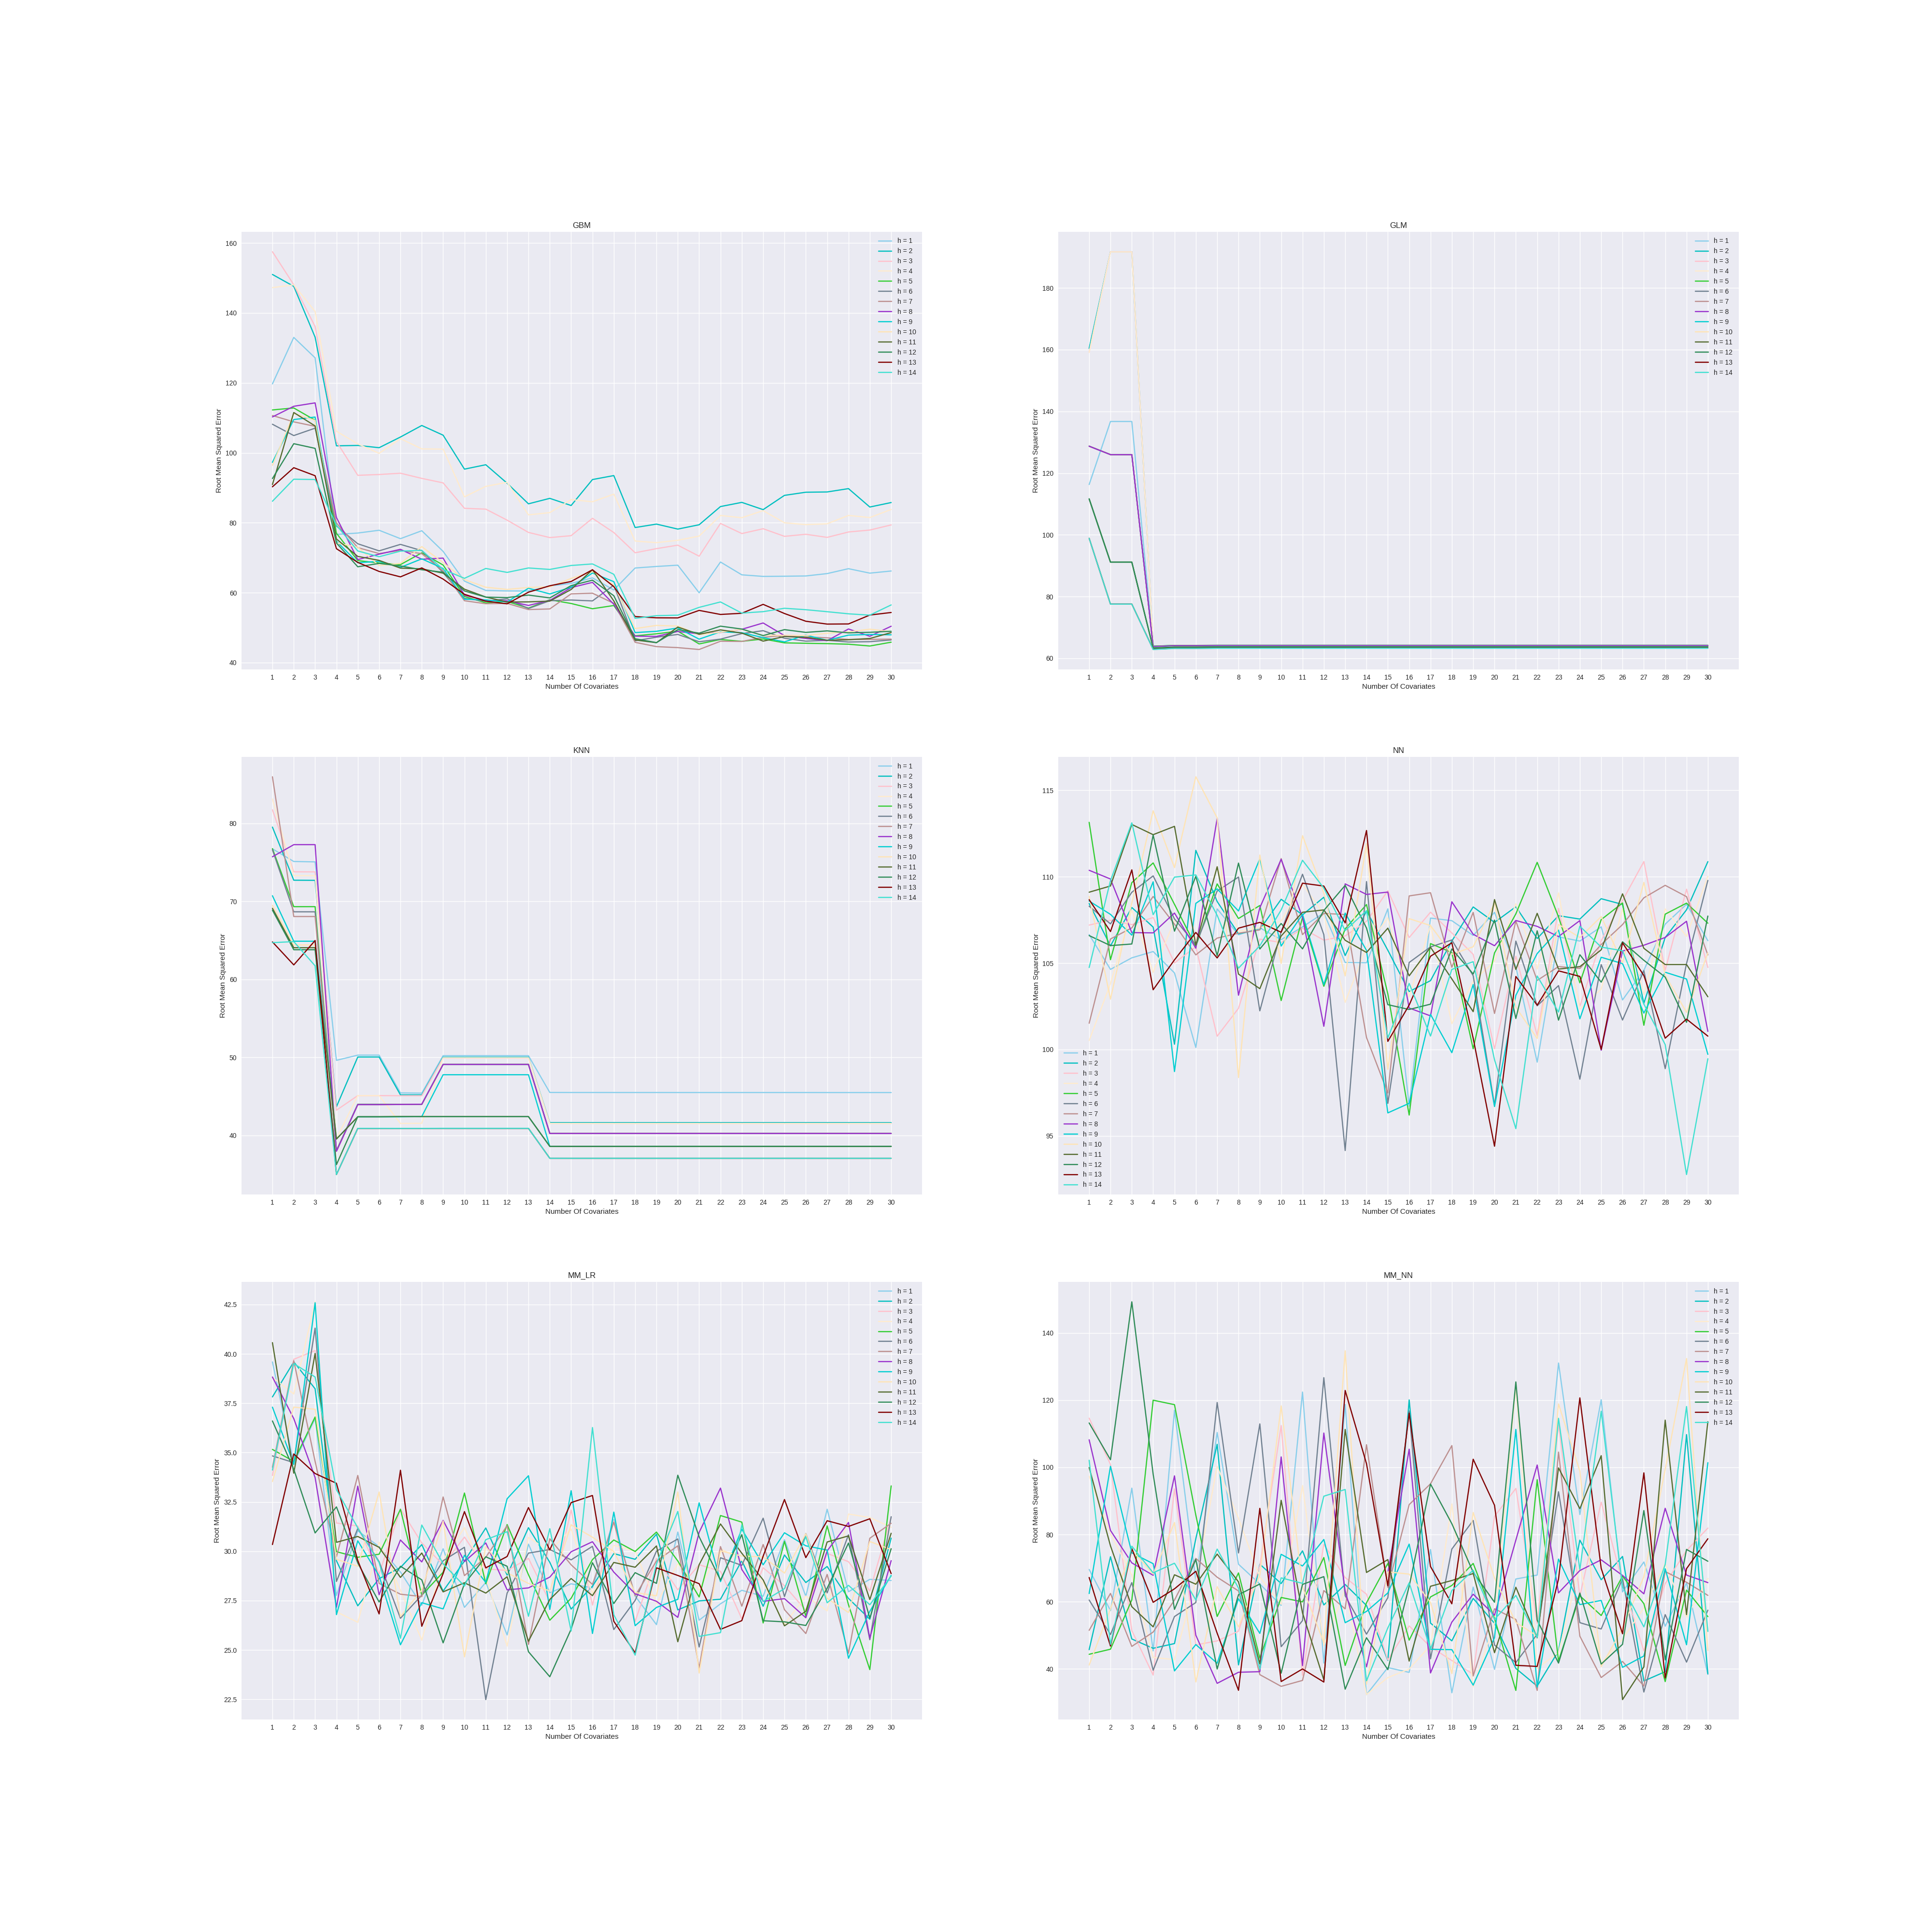 GBM
Root Mean Squared Error
160
140
120
100
80
60
40
1 2 3 4 5 6 7 8 9 10 11 12 13 14 15 16 17 18 19 20 21 22 23 24 25 26 27 28 29 30
Number Of Covariates
h = 1
h = 2
h = 3
h = 4
h = 5
h = 6
h = 7
h = 8
h = 9
h = 10
h = 11
h = 12
h = 13
h = 14
GLM
Root Mean Squared Error
180
160
140
120
100
80
60
1 2 3 4 5 6 7 8 9 10 11 12 13 14 15 16 17 18 19 20 21 22 23 24 25 26 27 28 29 30
Number Of Covariates
h = 1
h = 2
h = 3
h = 4
h = 5
h = 6
h = 7
h = 8
h = 9
h = 10
h = 11
h = 12
h = 13
h = 14
KNN
Root Mean Squared Error
80
70
60
50
40
1 2 3 4 5 6 7 8 9 10 11 12 13 14 15 16 17 18 19 20 21 22 23 24 25 26 27 28 29 30
Number Of Covariates
h = 1
h = 2
h = 3
h = 4
h = 5
h = 6
h = 7
h = 8
h = 9
h = 10
h = 11
h = 12
h = 13
h = 14
NN
Root Mean Squared Error
115
110
105
100
95
1 2 3 4 5 6 7 8 9 10 11 12 13 14 15 16 17 18 19 20 21 22 23 24 25 26 27 28 29 30
Number Of Covariates
h = 1
h = 2
h = 3
h = 4
h = 5
h = 6
h = 7
h = 8
h = 9
h = 10
h = 11
h = 12
h = 13
h = 14
MM_LR
Root Mean Squared Error
42.5
40.0
37.5
35.0
32.5
30.0
27.5
25.0
22.5
1 2 3 4 5 6 7 8 9 10 11 12 13 14 15 16 17 18 19 20 21 22 23 24 25 26 27 28 29 30
Number Of Covariates
h = 1
h = 2
h = 3
h = 4
h = 5
h = 6
h = 7
h = 8
h = 9
h = 10
h = 11
h = 12
h = 13
h = 14
MM_NN
Root Mean Squared Error
140
120
100
80
60
40
1 2 3 4 5 6 7 8 9 10 11 12 13 14 15 16 17 18 19 20 21 22 23 24 25 26 27 28 29 30
Number Of Covariates
h = 1
h = 2
h = 3
h = 4
h = 5
h = 6
h = 7
h = 8
h = 9
h = 10
h = 11
h = 12
h = 13
h = 14